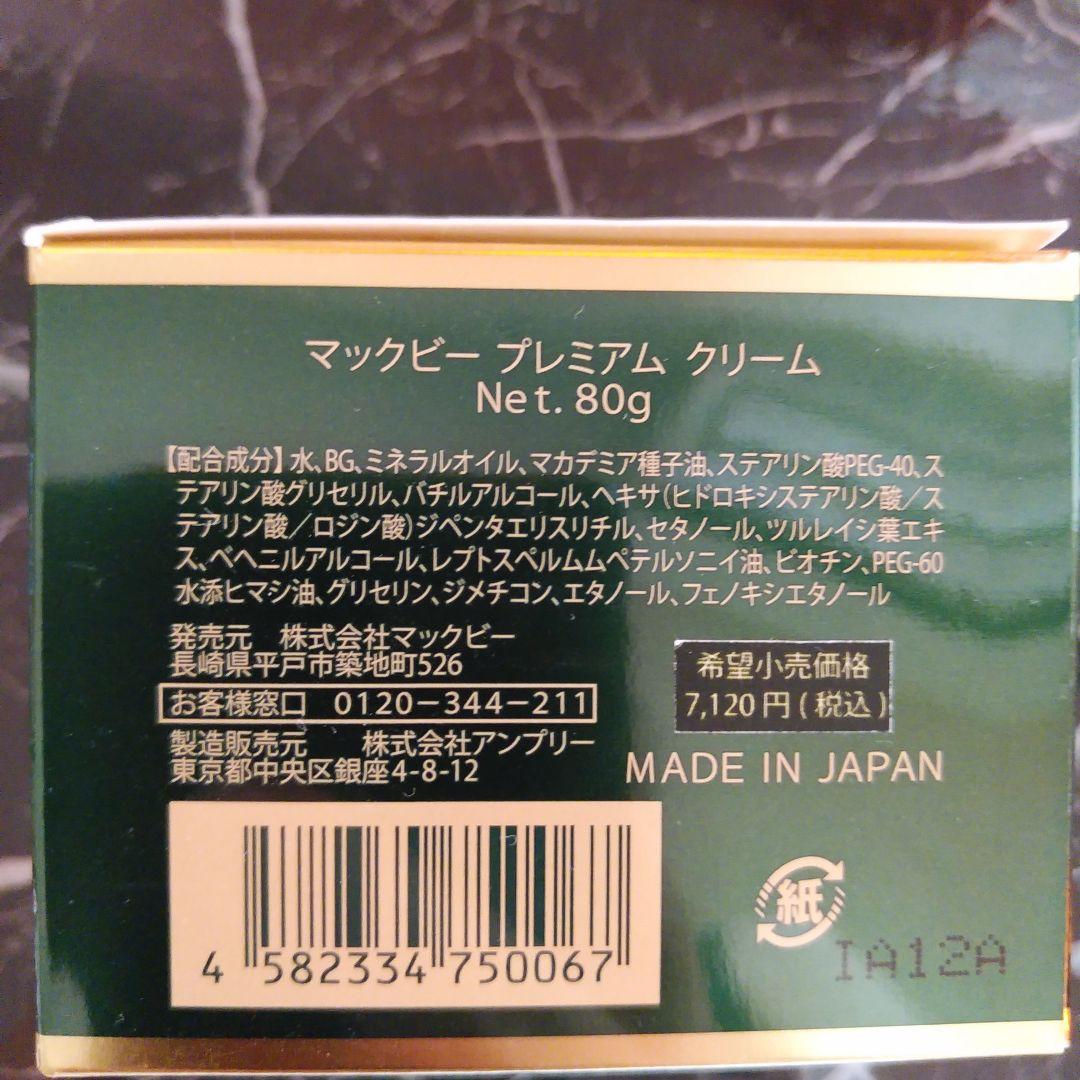 マックビー プレミアム クリーム
Net. 80g
【配合成分】水、BG、ミネラルオイル、マカデミア種子油、ステアリン酸PEG-40、ス
テアリン酸グリセリル、バチルアルコール、ヘキサ(ヒドロキシステアリン酸／ス
テアリン酸／ロジン酸)ジペンタエリスリチル、セタノール、ツルレイシ葉エキ
ス、ベヘニルアルコール、レプトスペルムムペテルソニイ油、ビオチン、PEG-60
水添ヒマシ油、グリセリン、ジメチコン、エタノール、フェノキシエタノール
発売元 株式会社マックビー
長崎県平戸市築地町526
お客様窓口 0120-344-211
製造販売元 株式会社アンプリー
東京都中央区銀座4-8-12
希望小売価格
7,120円(税込)
MADE IN JAPAN
4 582334 750067
紙
IA12A